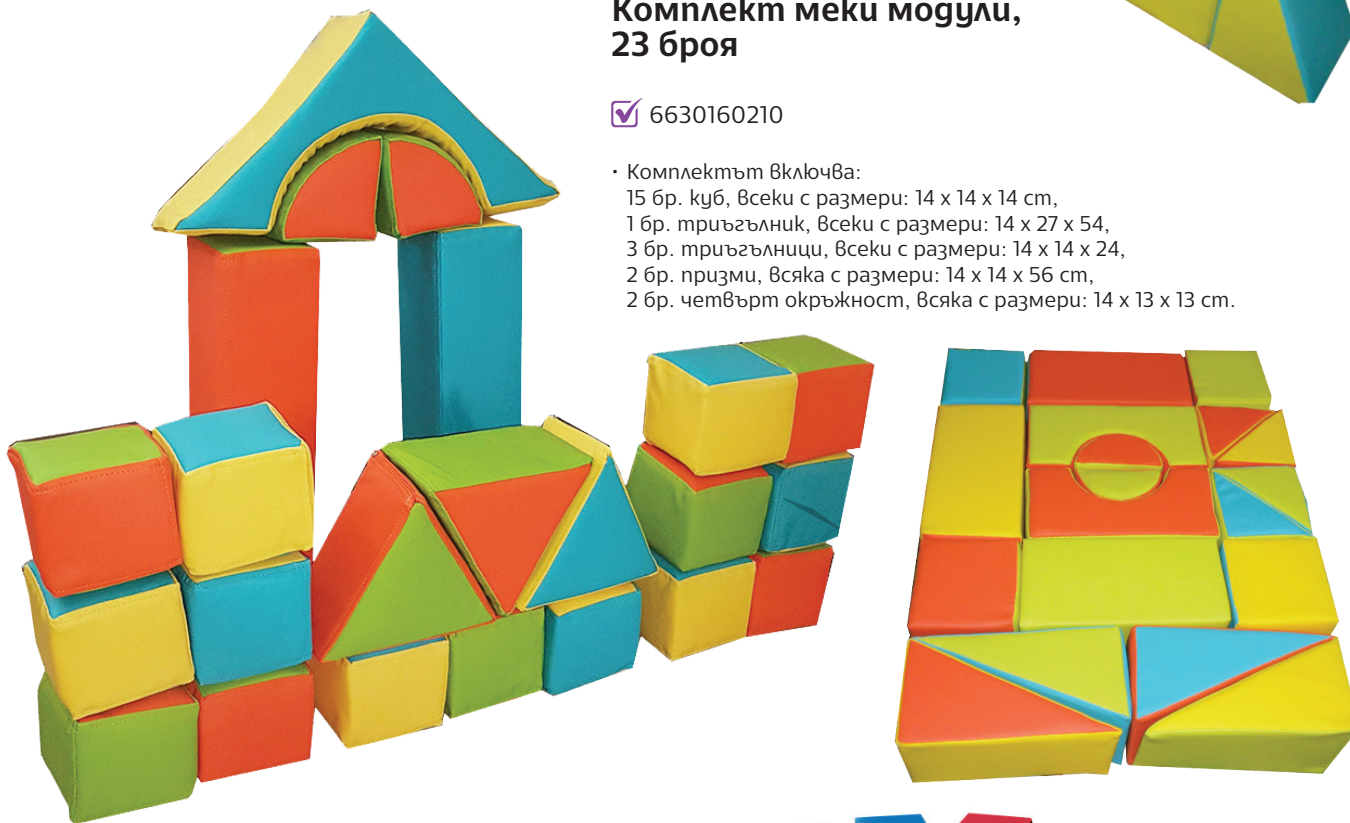 Комплект меки модули,
23 броя
6630160210
· Комплектът включва:
15 бр. куб, всеки с размери: 14 x 14 x 14 cm,
1 бр. триъгълник, всеки с размери: 14 x 27 x 54,
3 бр. триъгълници, всеки с размери: 14 x 14 x 24,
2 бр. призми, всяка с размери: 14 x 14 x 56 cm,
2 бр. четвърт окръжност, всяка с размери: 14 x 13 x 13 cm.